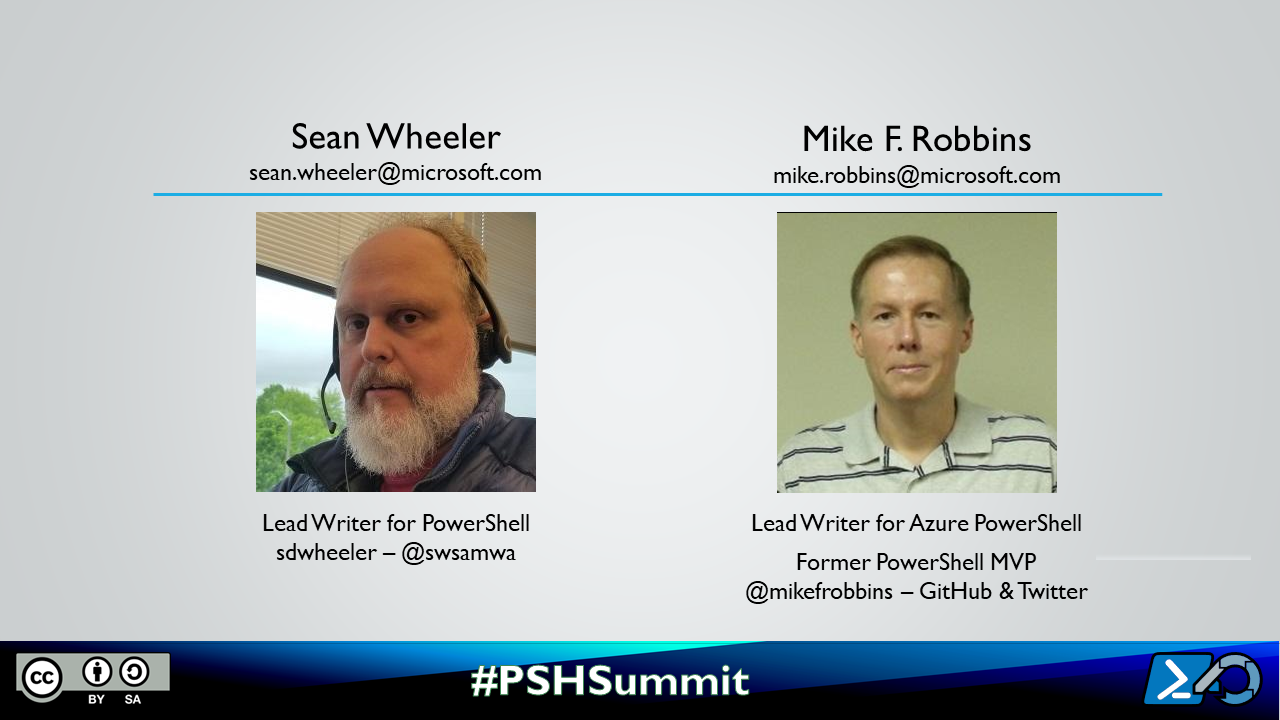 Sean Wheeler
sean.wheeler@microsoft.com
Mike F. Robbins
mike.robbins@microsoft.com
Lead Writer for PowerShell
sdwheeler – @swsamwa
Lead Writer for Azure PowerShell
Former PowerShell MVP
@mikefrobbins – GitHub & Twitter
cc
BY SA
#PSHSummit